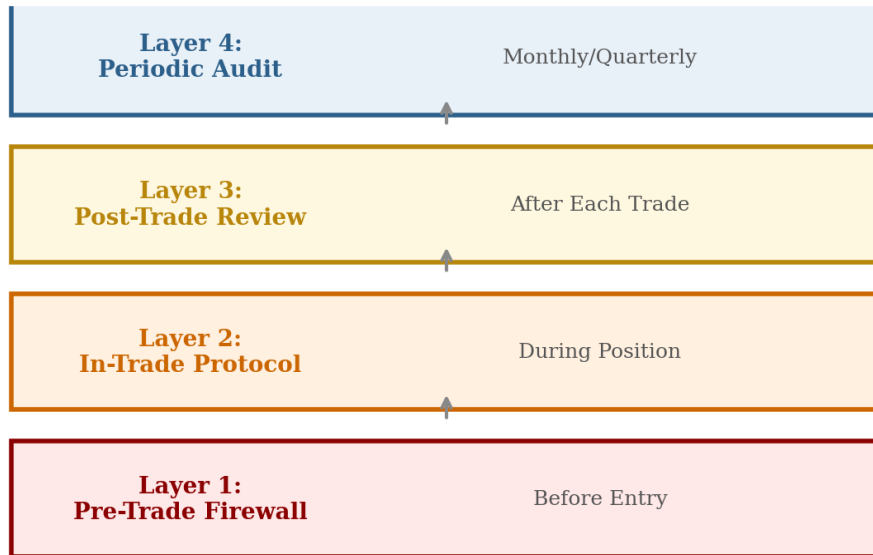 Layer 4:
Periodic Audit
Monthly/Quarterly
Layer 3:
Post-Trade Review
After Each Trade
Layer 2:
In-Trade Protocol
During Position
Layer 1:
Pre-Trade Firewall
Before Entry